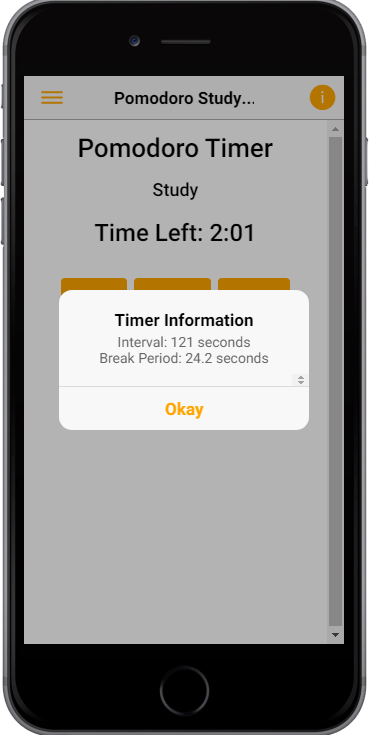 Pomodoro Study...
i
Pomodoro Timer
Study
Time Left: 2:01
Timer Information
Interval: 121 seconds
Break Period: 24.2 seconds
Okay